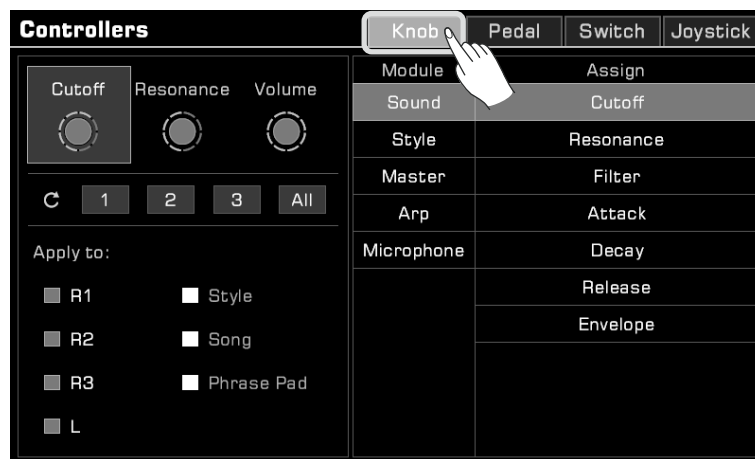 Controllers Knob Pedal Switch Joystick
Cutoff Resonance Volume
1 2 3 All
Apply to:
R1 Style
R2 Song
R3 Phrase Pad
L
Module Assign
Sound Cutoff
Style Resonance
Master Filter
Arp Attack
Microphone Decay
Release
Envelope